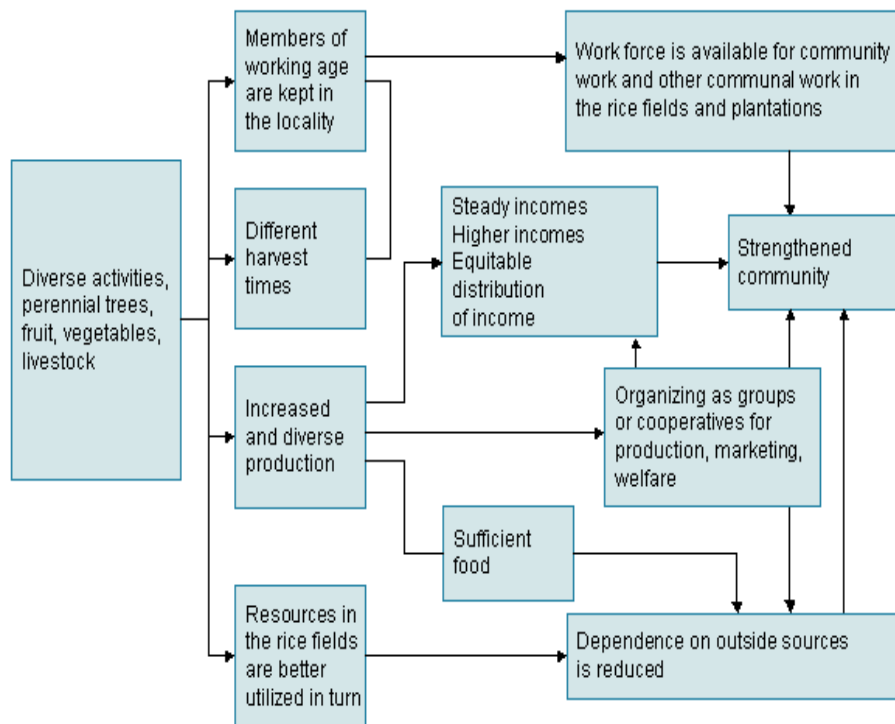 Members of
working age
are kept in
the locality
Work force is available for community
work and other communal work in
the rice fields and plantations
Diverse activities,
perennial trees,
fruit, vegetables,
livestock
Different
harvest
times
Steady incomes
Higher incomes
Equitable
distribution
of income
Strengthened
community
Increased
and diverse
production
Organizing as groups
or cooperatives for
production, marketing,
welfare
Sufficient
food
Resources in
the rice fields
are better
utilized in turn
Dependence on outside sources
is reduced